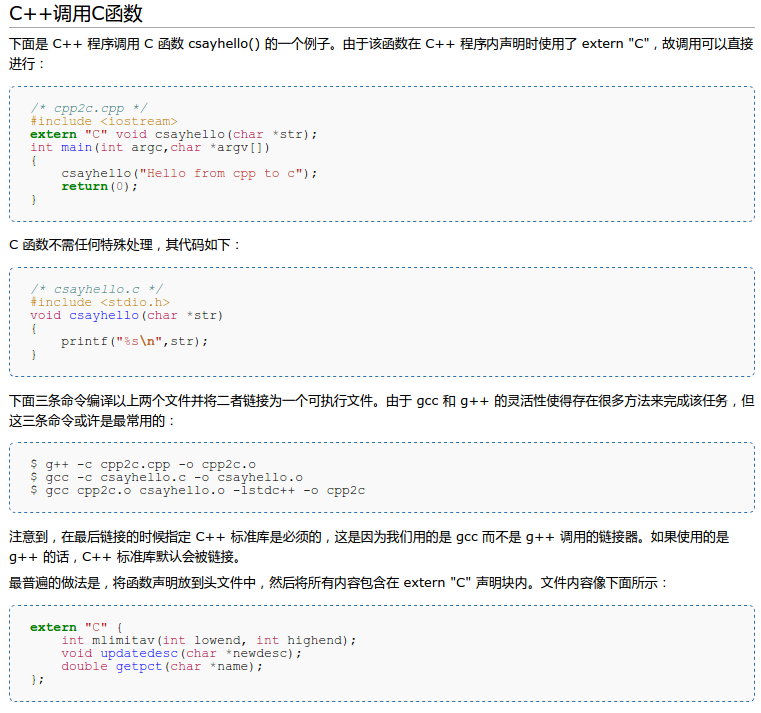 C++调用C函数
下面是 C++ 程序调用 C 函数 csayhello() 的一个例子。由于该函数在 C++ 程序内声明时使用了 extern "C"，故调用可以直接
进行：
/* cpp2c.cpp */
#include <iostream>
extern "C" void csayhello(char *str);
int main(int argc,char *argv[])
{
    csayhello("Hello from cpp to c");
    return(0);
}
C 函数不需任何特殊处理，其代码如下：
/* csayhello.c */
#include <stdio.h>
void csayhello(char *str)
{
    printf("%s\n",str);
}
下面三条命令编译以上两个文件并将二者链接为一个可执行文件。由于 gcc 和 g++ 的灵活性使得存在很多方法来完成该任务，但
这三条命令或许是最常用的：
$ g++ -c cpp2c.cpp -o cpp2c.o
$ gcc -c csayhello.c -o csayhello.o
$ gcc cpp2c.o csayhello.o -lstdc++ -o cpp2c
注意到，在最后链接的时候指定 C++ 标准库是必须的，这是因为我们用的是 gcc 而不是 g++ 调用的链接器。如果使用的是
g++ 的话，C++ 标准库默认会被链接。
最普遍的做法是，将函数声明放到头文件中，然后将所有内容包含在 extern "C" 声明块内。文件内容像下面所示：
extern "C" {
    int mlimitav(int lowend, int highend);
    void updatedesc(char *newdesc);
    double getpct(char *name);
};